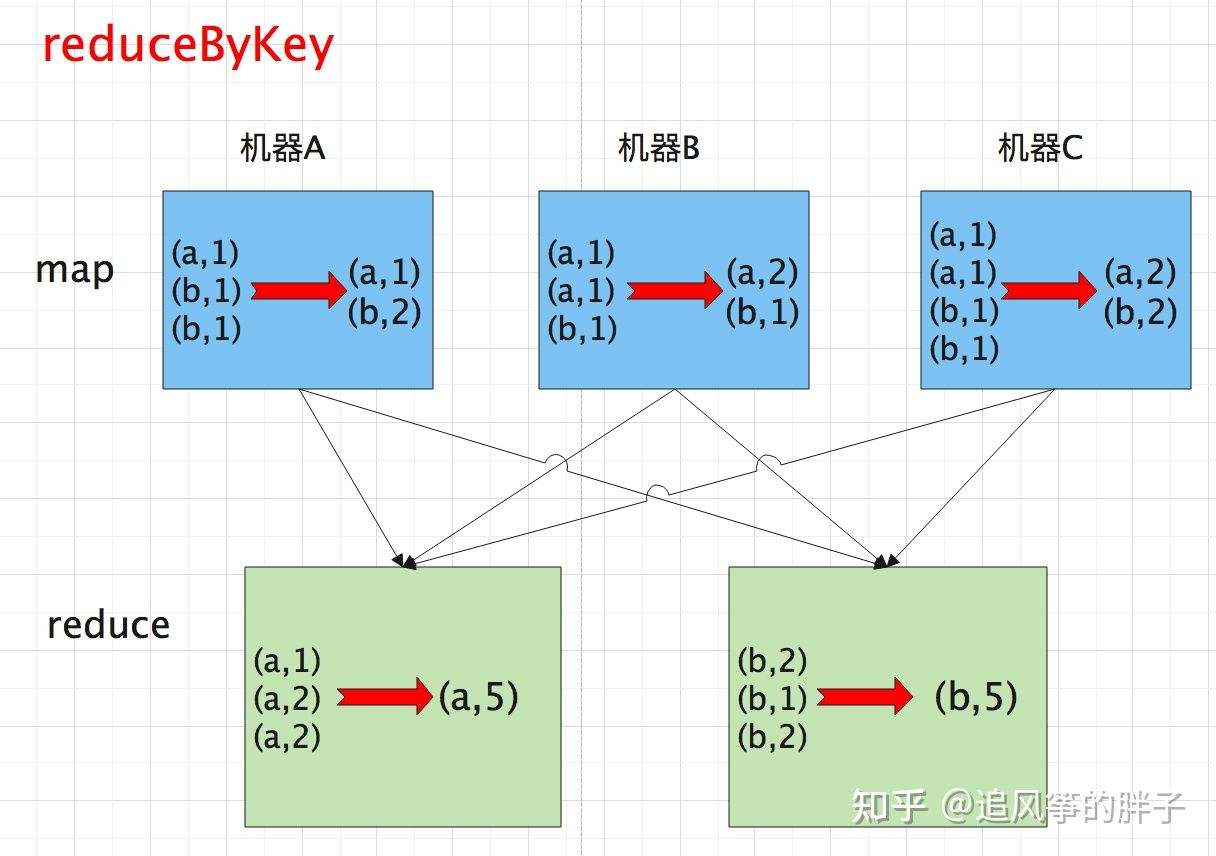 reduceByKey
机器A
机器B
机器C
map
(a,1)
(b,1)
(b,1)
(a,1)
(b,2)
(a,1)
(a,1)
(b,1)
(a,2)
(b,1)
(a,1)
(a,1)
(b,1)
(b,1)
(a,2)
(b,2)
reduce
(a,1)
(a,2)
(a,2)
(a,5)
(b,2)
(b,1)
(b,2)
(b,5)
知乎 @追风筝的胖子